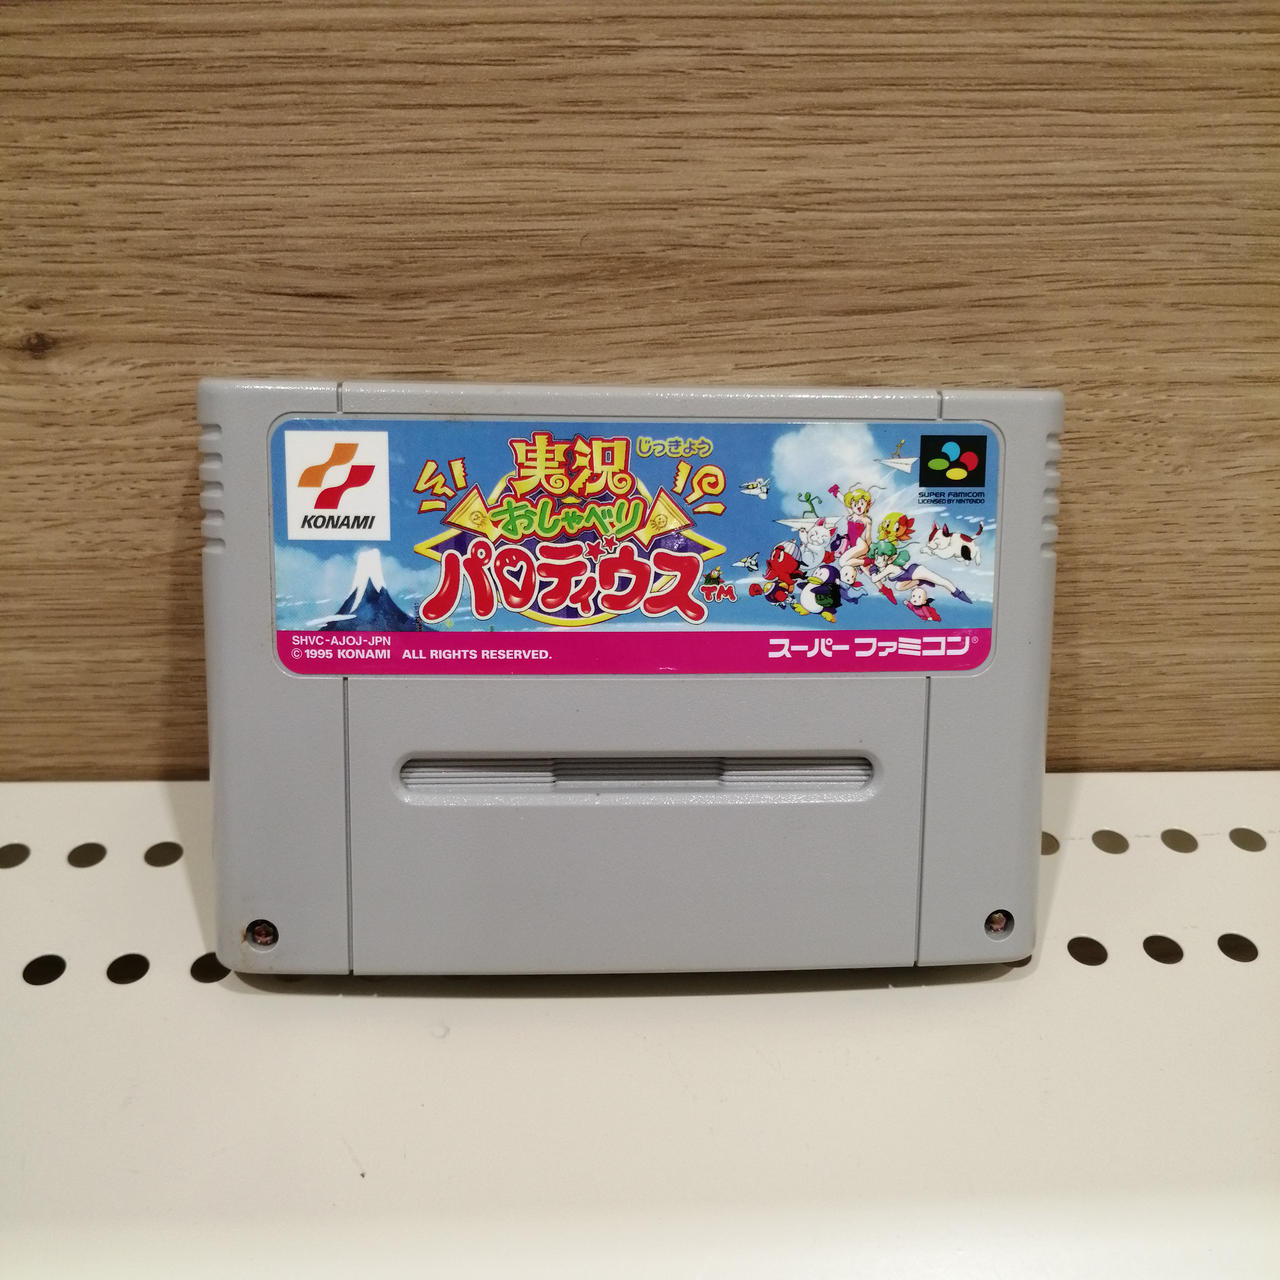 KONAMI
実況
じっきょう
おしゃべり
パロディウス TM
SUPER FAMICOM
LICENSED BY NINTENDO
SHVC-AJOJ-JPN
© 1995 KONAMI ALL RIGHTS RESERVED.
スーパーファミコン®